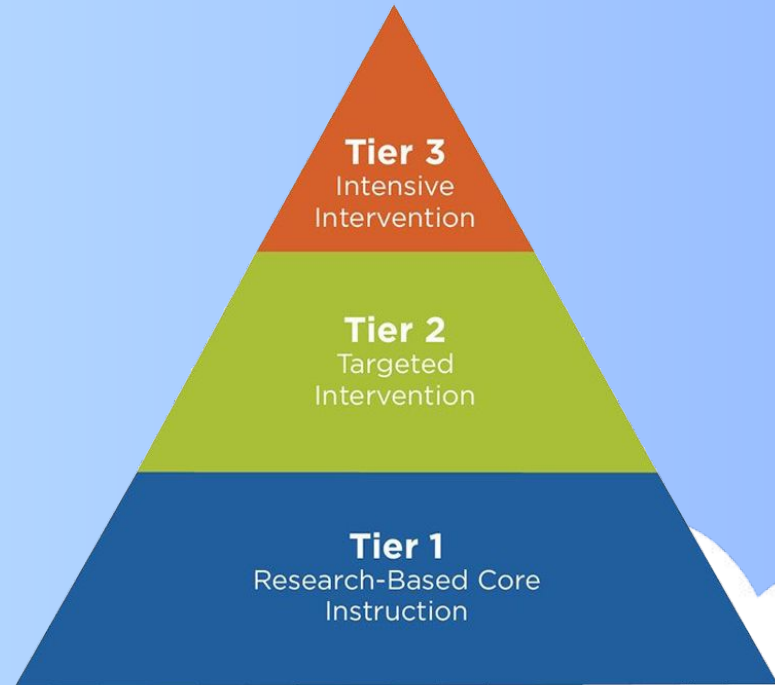 Tier 3
Intensive
Intervention
Tier 2
Targeted
Intervention
Tier 1
Research-Based Core
Instruction